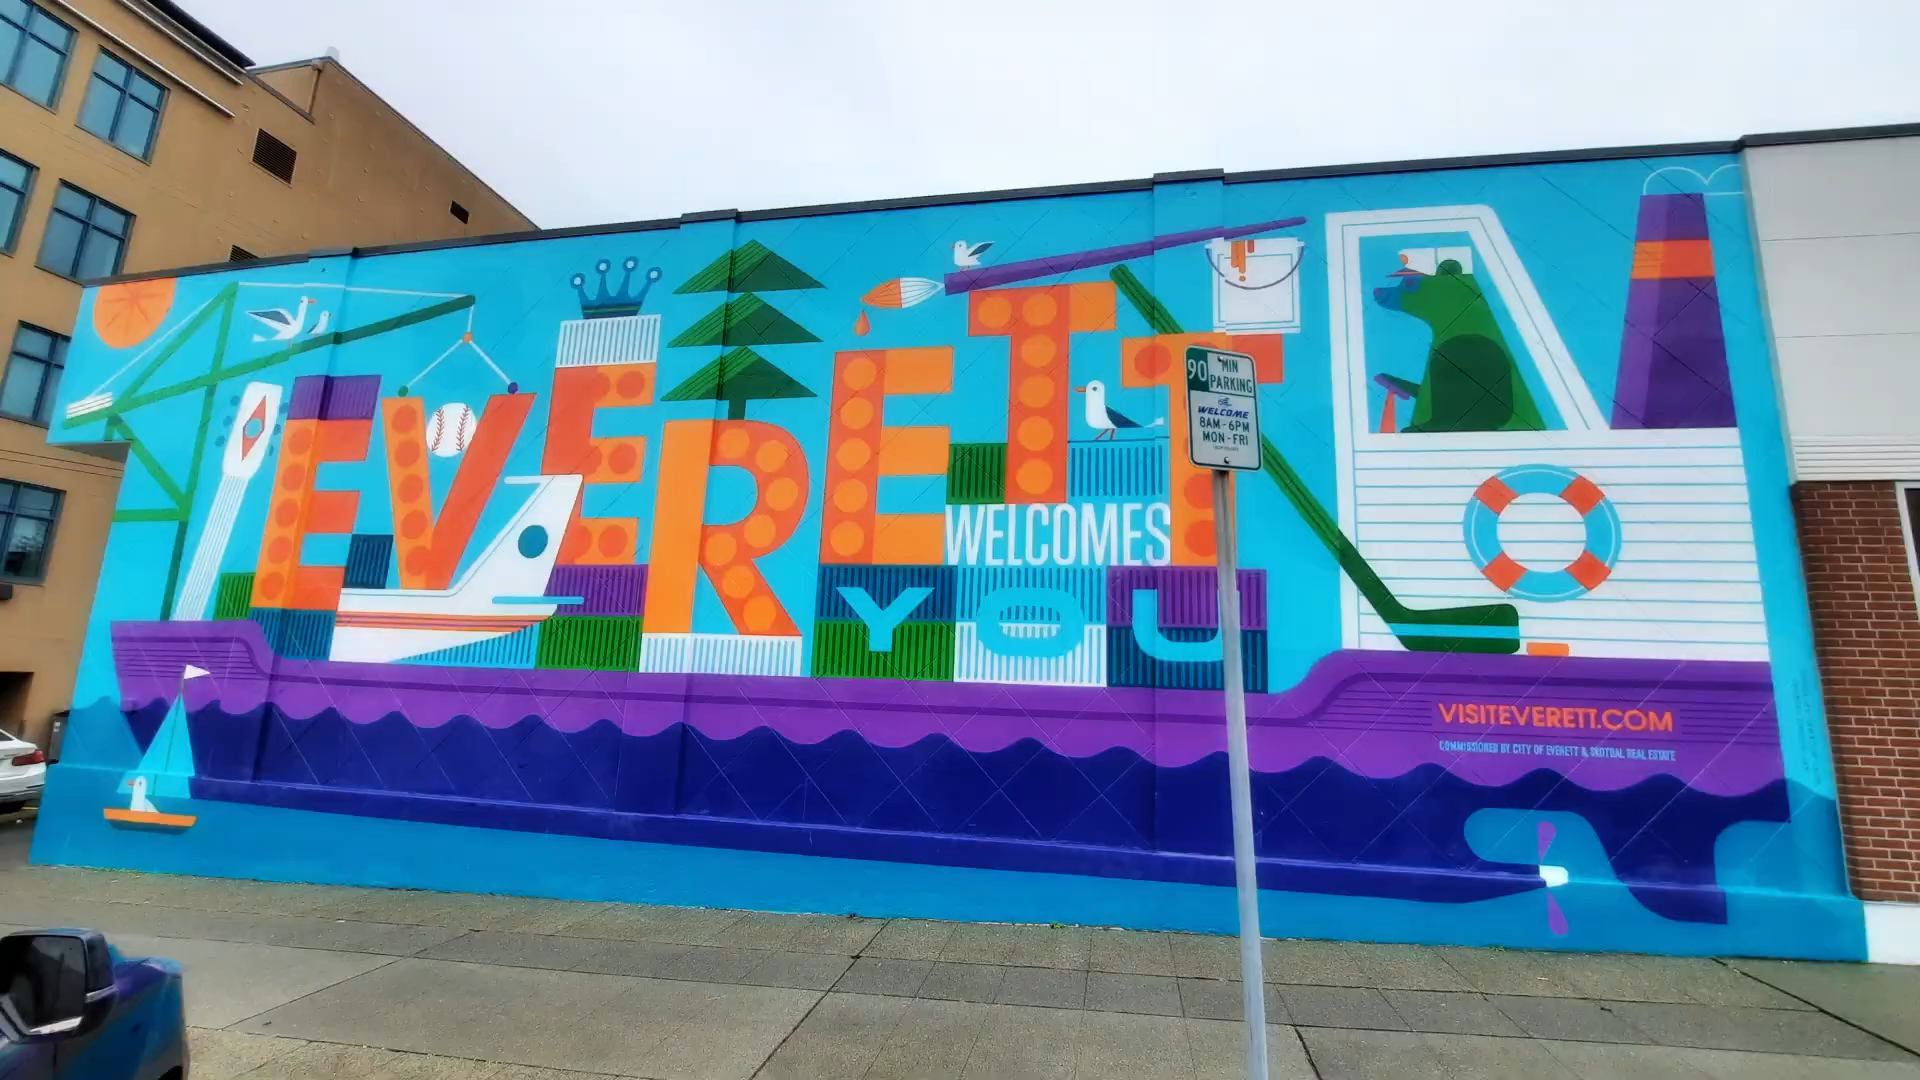 EVERETT
WELCOMES
YOU
90 MIN
PARKING
WELCOME
8AM-6PM
MON-FRI
VISITEVERETT.COM
COMMISSIONED BY CITY OF EVERETT & SKOTDAL REAL ESTATE